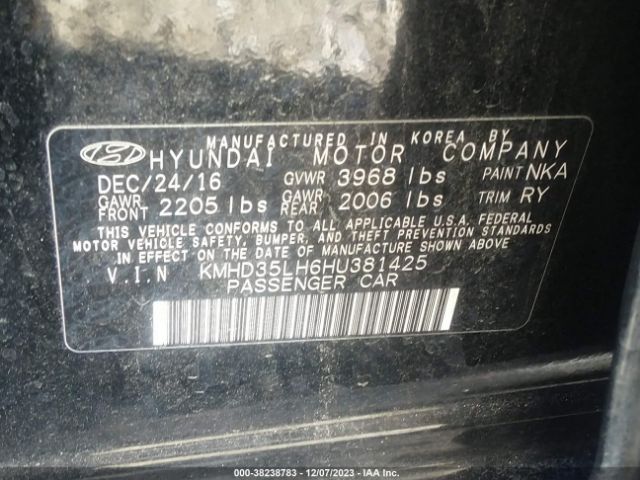 MANUFACTURED IN KOREA BY
HYUNDAI MOTOR COMPANY
DEC/24/16 GVWR 3968 lbs PAINT NKA
GAWR FRONT 2205 lbs GAWR REAR 2006 lbs TRIM RY
THIS VEHICLE CONFORMS TO ALL APPLICABLE U.S.A. FEDERAL
MOTOR VEHICLE SAFETY, BUMPER, AND THEFT PREVENTION STANDARDS
IN EFFECT ON THE DATE OF MANUFACTURE SHOWN ABOVE
V.I.N KMHD35LH6HU381425
PASSENGER CAR
000-38238783 - 12/07/2023 - IAA Inc.